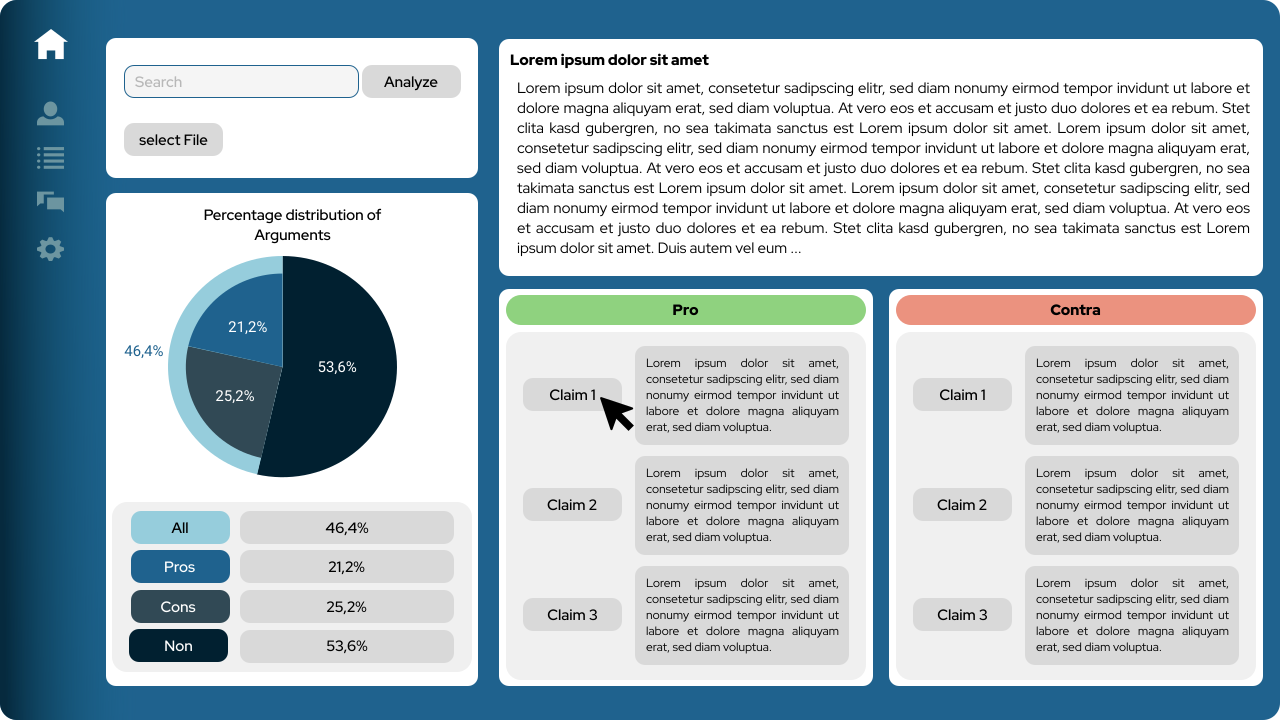 Search
Analyze
select File
Percentage distribution of
Arguments
21,2%
46,4%
53,6%
25,2%
All
46,4%
Pros
21,2%
Cons
25,2%
Non
53,6%
Lorem ipsum dolor sit amet
Lorem ipsum dolor sit amet, consetetur sadipscing elitr, sed diam nonumy eirmod tempor invidunt ut labore et
dolore magna aliquyam erat, sed diam voluptua. At vero eos et accusam et justo duo dolores et ea rebum. Stet
clita kasd gubergren, no sea takimata sanctus est Lorem ipsum dolor sit amet. Lorem ipsum dolor sit amet,
consetetur sadipscing elitr, sed diam nonumy eirmod tempor invidunt ut labore et dolore magna aliquyam erat,
sed diam voluptua. At vero eos et accusam et justo duo dolores et ea rebum. Stet clita kasd gubergren, no sea
takimata sanctus est Lorem ipsum dolor sit amet. Lorem ipsum dolor sit amet, consetetur sadipscing elitr, sed
diam nonumy eirmod tempor invidunt ut labore et dolore magna aliquyam erat, sed diam voluptua. At vero eos
et accusam et justo duo dolores et ea rebum. Stet clita kasd gubergren, no sea takimata sanctus est Lorem
ipsum dolor sit amet. Duis autem vel eum ...
Pro
Claim 1
Lorem ipsum dolor sit amet,
consetetur sadipscing elitr, sed diam
nonumy eirmod tempor invidunt ut
labore et dolore magna aliquyam
erat, sed diam voluptua.
Claim 2
Lorem ipsum dolor sit amet,
consetetur sadipscing elitr, sed diam
nonumy eirmod tempor invidunt ut
labore et dolore magna aliquyam
erat, sed diam voluptua.
Claim 3
Lorem ipsum dolor sit amet,
consetetur sadipscing elitr, sed diam
nonumy eirmod tempor invidunt ut
labore et dolore magna aliquyam
erat, sed diam voluptua.
Contra
Claim 1
Lorem ipsum dolor sit amet,
consetetur sadipscing elitr, sed diam
nonumy eirmod tempor invidunt ut
labore et dolore magna aliquyam
erat, sed diam voluptua.
Claim 2
Lorem ipsum dolor sit amet,
consetetur sadipscing elitr, sed diam
nonumy eirmod tempor invidunt ut
labore et dolore magna aliquyam
erat, sed diam voluptua.
Claim 3
Lorem ipsum dolor sit amet,
consetetur sadipscing elitr, sed diam
nonumy eirmod tempor invidunt ut
labore et dolore magna aliquyam
erat, sed diam voluptua.